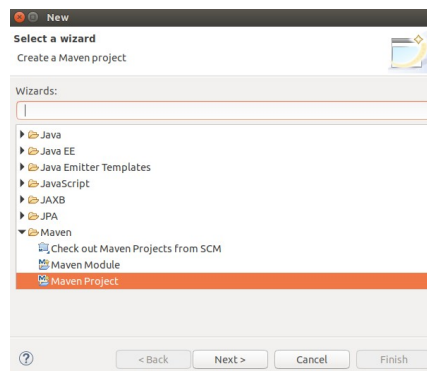 New
Select a wizard
Create a Maven project
Wizards:
Java
Java EE
Java Emitter Templates
JavaScript
JAXB
JPA
Maven
Check out Maven Projects from SCM
Maven Module
Maven Project
?
< Back Next > Cancel Finish